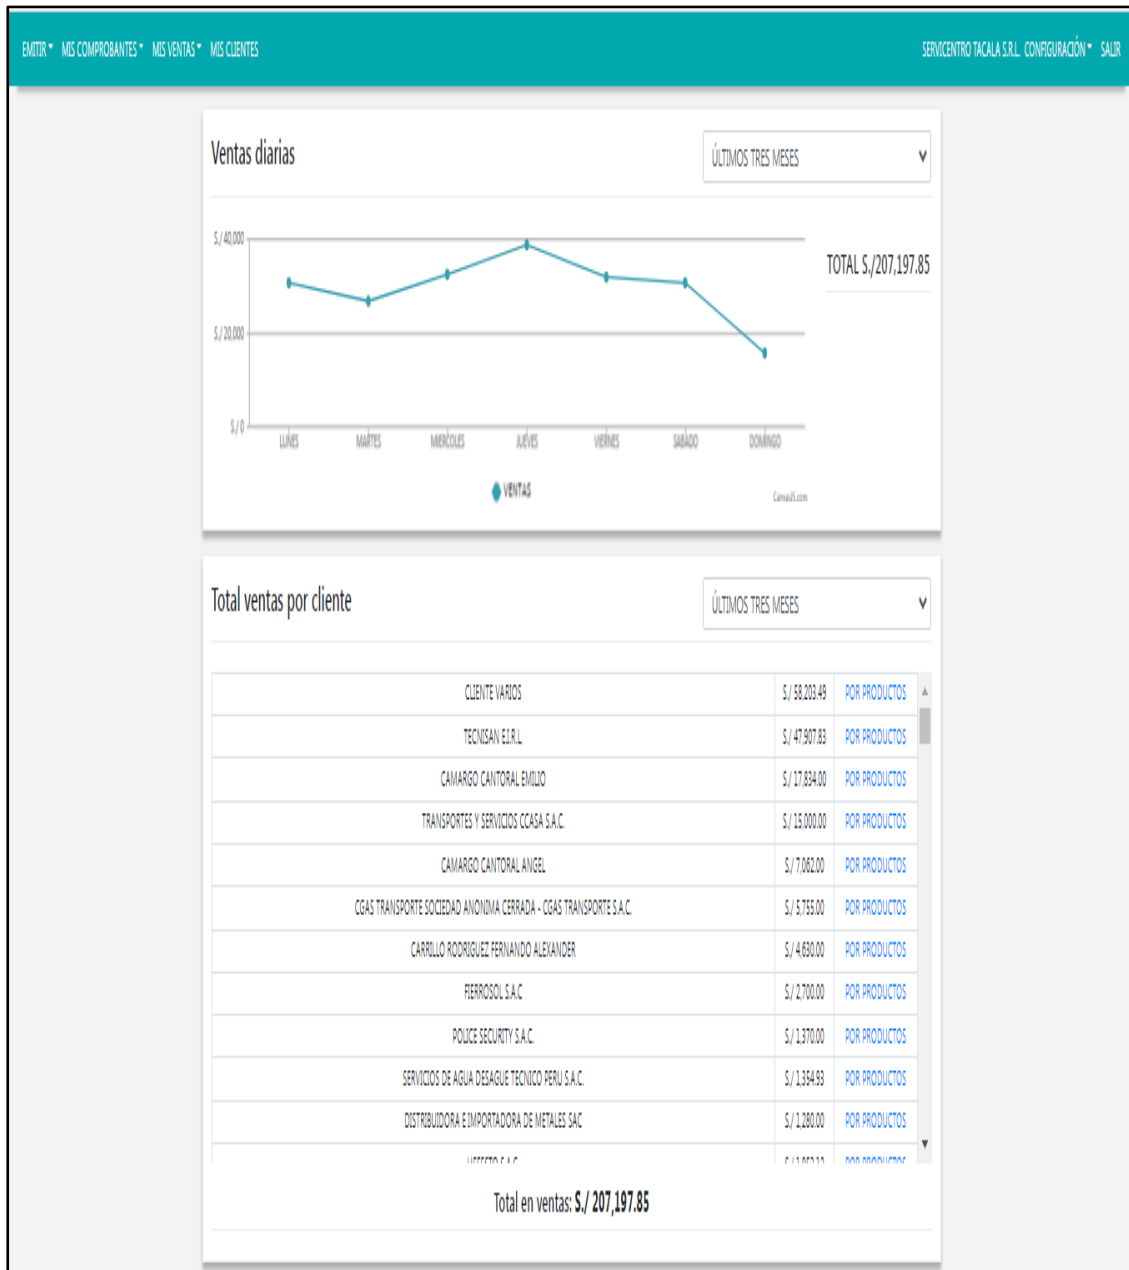 EMITIR MIS COMPROBANTES MIS VENTAS MIS CLIENTES SERVICENTRO TACALA S.R.L. CONFIGURACIÓN SALIR
Ventas diarias ÚLTIMOS TRES MESES
S./ 40,000
TOTAL S./207,197.85
S./ 20,000
S./ 0
LUNES MARTES MIERCOLES JUEVES VIERNES SABADO DOMINGO
VENTAS
CanvasJS.com
Total ventas por cliente ÚLTIMOS TRES MESES
CLIENTE VARIOS S./ 58,203.49 POR PRODUCTOS
TECNISAN E.I.R.L. S./ 47,907.83 POR PRODUCTOS
CAMARGO CANTORAL EMILIO S./ 17,834.00 POR PRODUCTOS
TRANSPORTES Y SERVICIOS CCASA S.A.C. S./ 15,000.00 POR PRODUCTOS
CAMARGO CANTORAL ANGEL S./ 7,062.00 POR PRODUCTOS
CGAS TRANSPORTE SOCIEDAD ANONIMA CERRADA - CGAS TRANSPORTE S.A.C. S./ 5,755.00 POR PRODUCTOS
CARRILLO RODRIGUEZ FERNANDO ALEXANDER S./ 4,630.00 POR PRODUCTOS
FIERROSOL S.A.C S./ 2,700.00 POR PRODUCTOS
POLICE SECURITY S.A.C. S./ 1,370.00 POR PRODUCTOS
SERVICIOS DE AGUA DESAGUE TECNICO PERU S.A.C. S./ 1,354.93 POR PRODUCTOS
DISTRIBUIDORA E IMPORTADORA DE METALES SAC S./ 1,280.00 POR PRODUCTOS
POR PRODUCTOS
Total en ventas: S./ 207,197.85